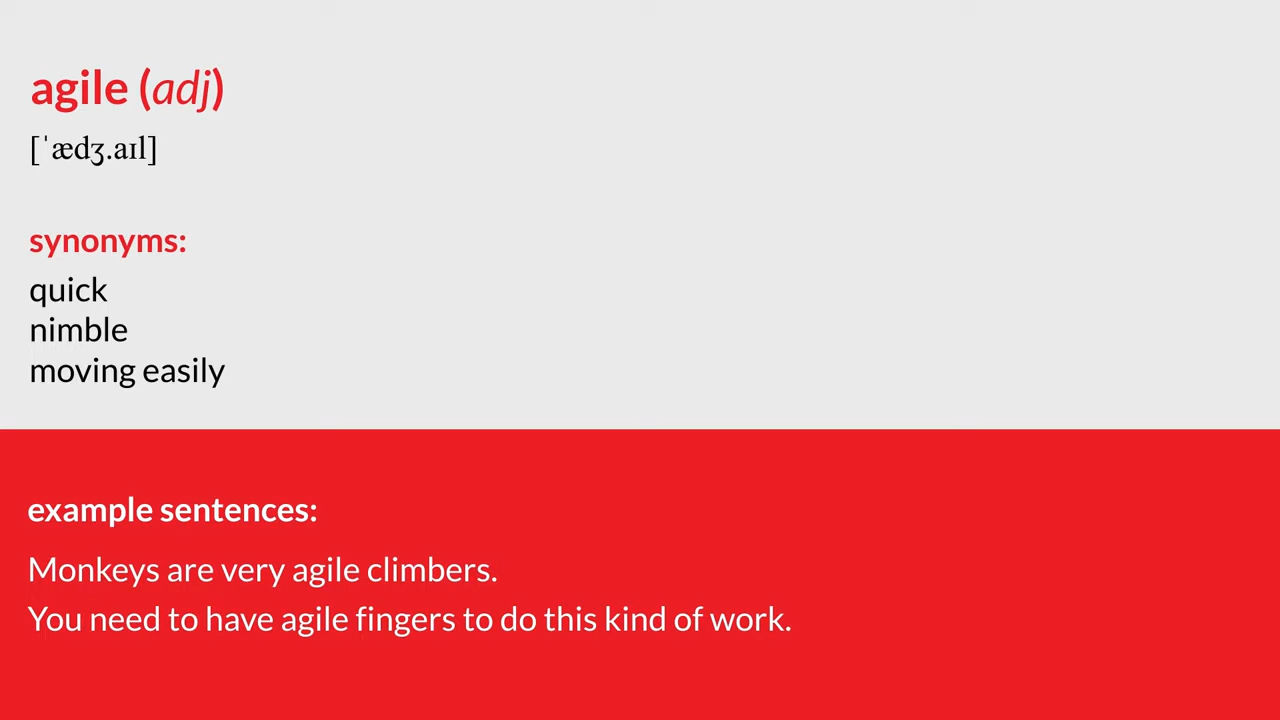 agile (adj)
[ˈædʒ.aɪl]
synonyms:
quick
nimble
moving easily
example sentences:
Monkeys are very agile climbers.
You need to have agile fingers to do this kind of work.